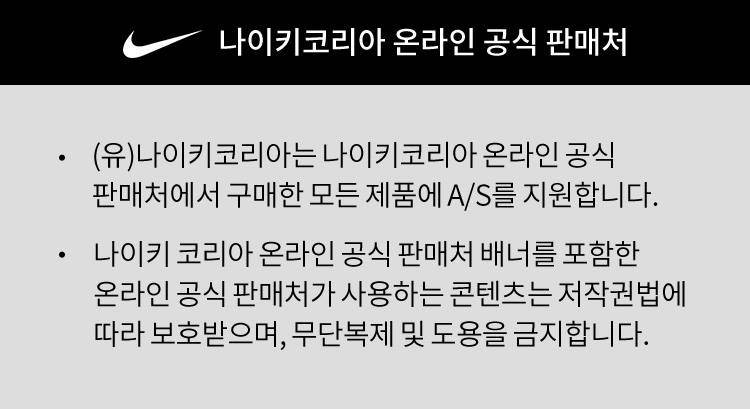 나이키코리아 온라인 공식 판매처
• (유)나이키코리아는 나이키코리아 온라인 공식
판매처에서 구매한 모든 제품에 A/S를 지원합니다.
• 나이키 코리아 온라인 공식 판매처 배너를 포함한
온라인 공식 판매처가 사용하는 콘텐츠는 저작권법에
따라 보호받으며, 무단복제 및 도용을 금지합니다.